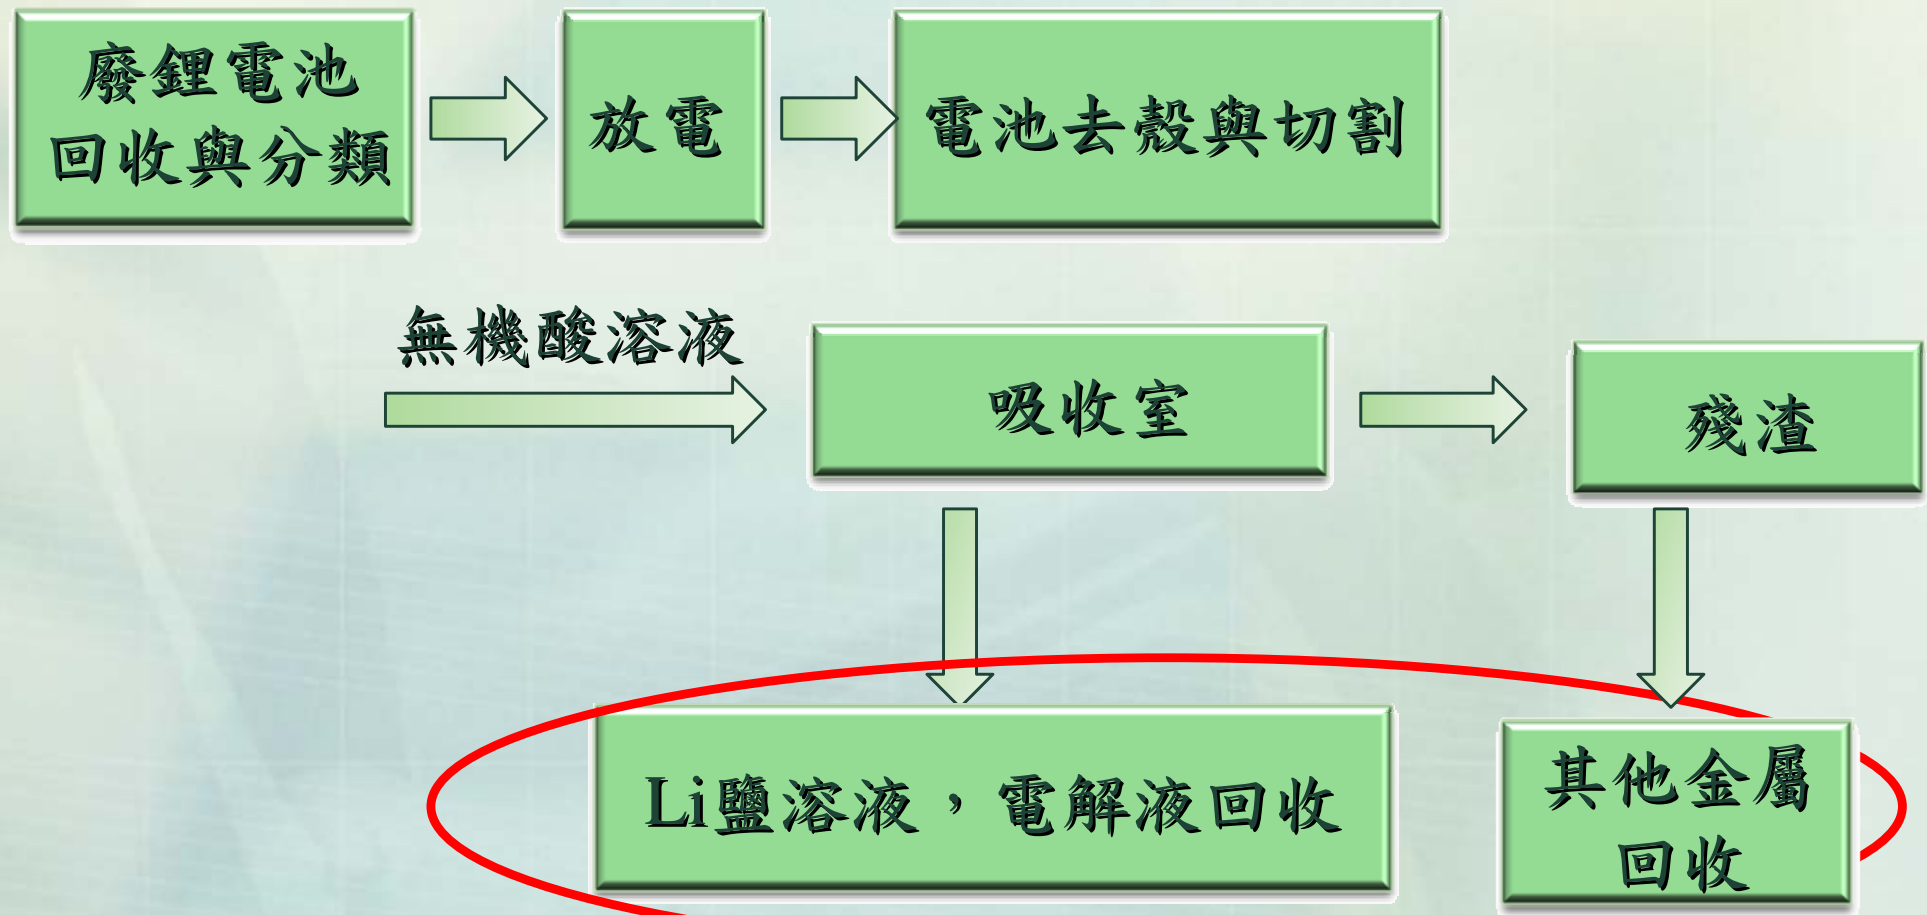 廢鋰電池
回收與分類
放電
電池去殼與切割
無機酸溶液
吸收室
殘渣
Li鹽溶液，電解液回收
其他金屬
回收